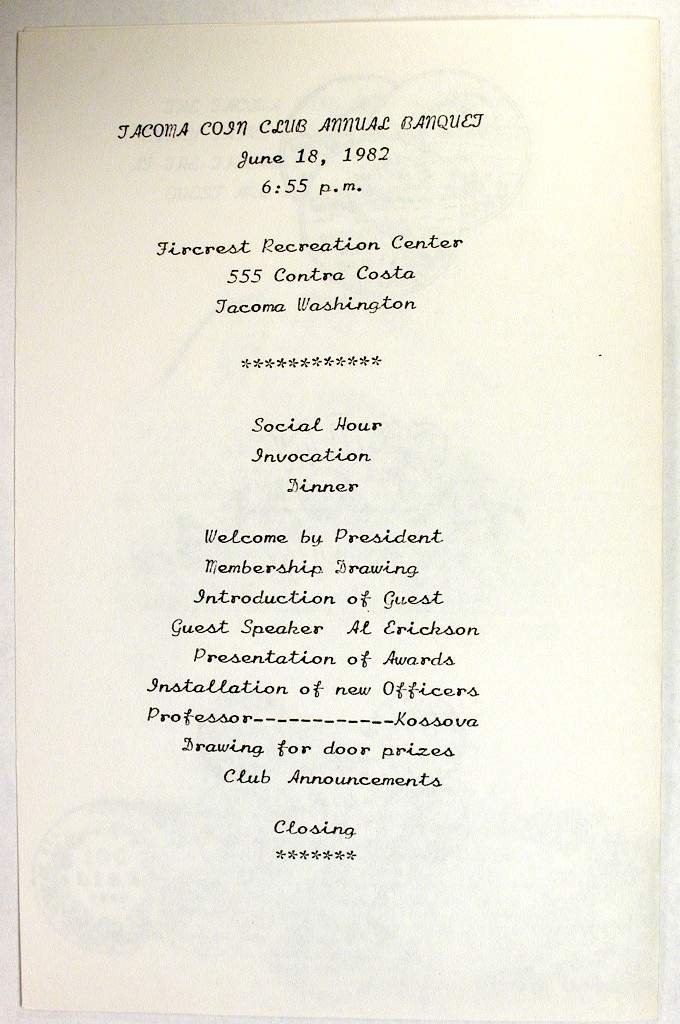 TACOMA COIN CLUB ANNUAL BANQUET
June 18, 1982
6:55 p.m.
Fircrest Recreation Center
555 Contra Costa
Tacoma Washington
************
Social Hour
Invocation
Dinner
Welcome by President
Membership Drawing
Introduction of Guest
Guest Speaker Al Erickson
Presentation of Awards
Installation of new Officers
Professor------------Kossova
Drawing for door prizes
Club Announcements
Closing
*******